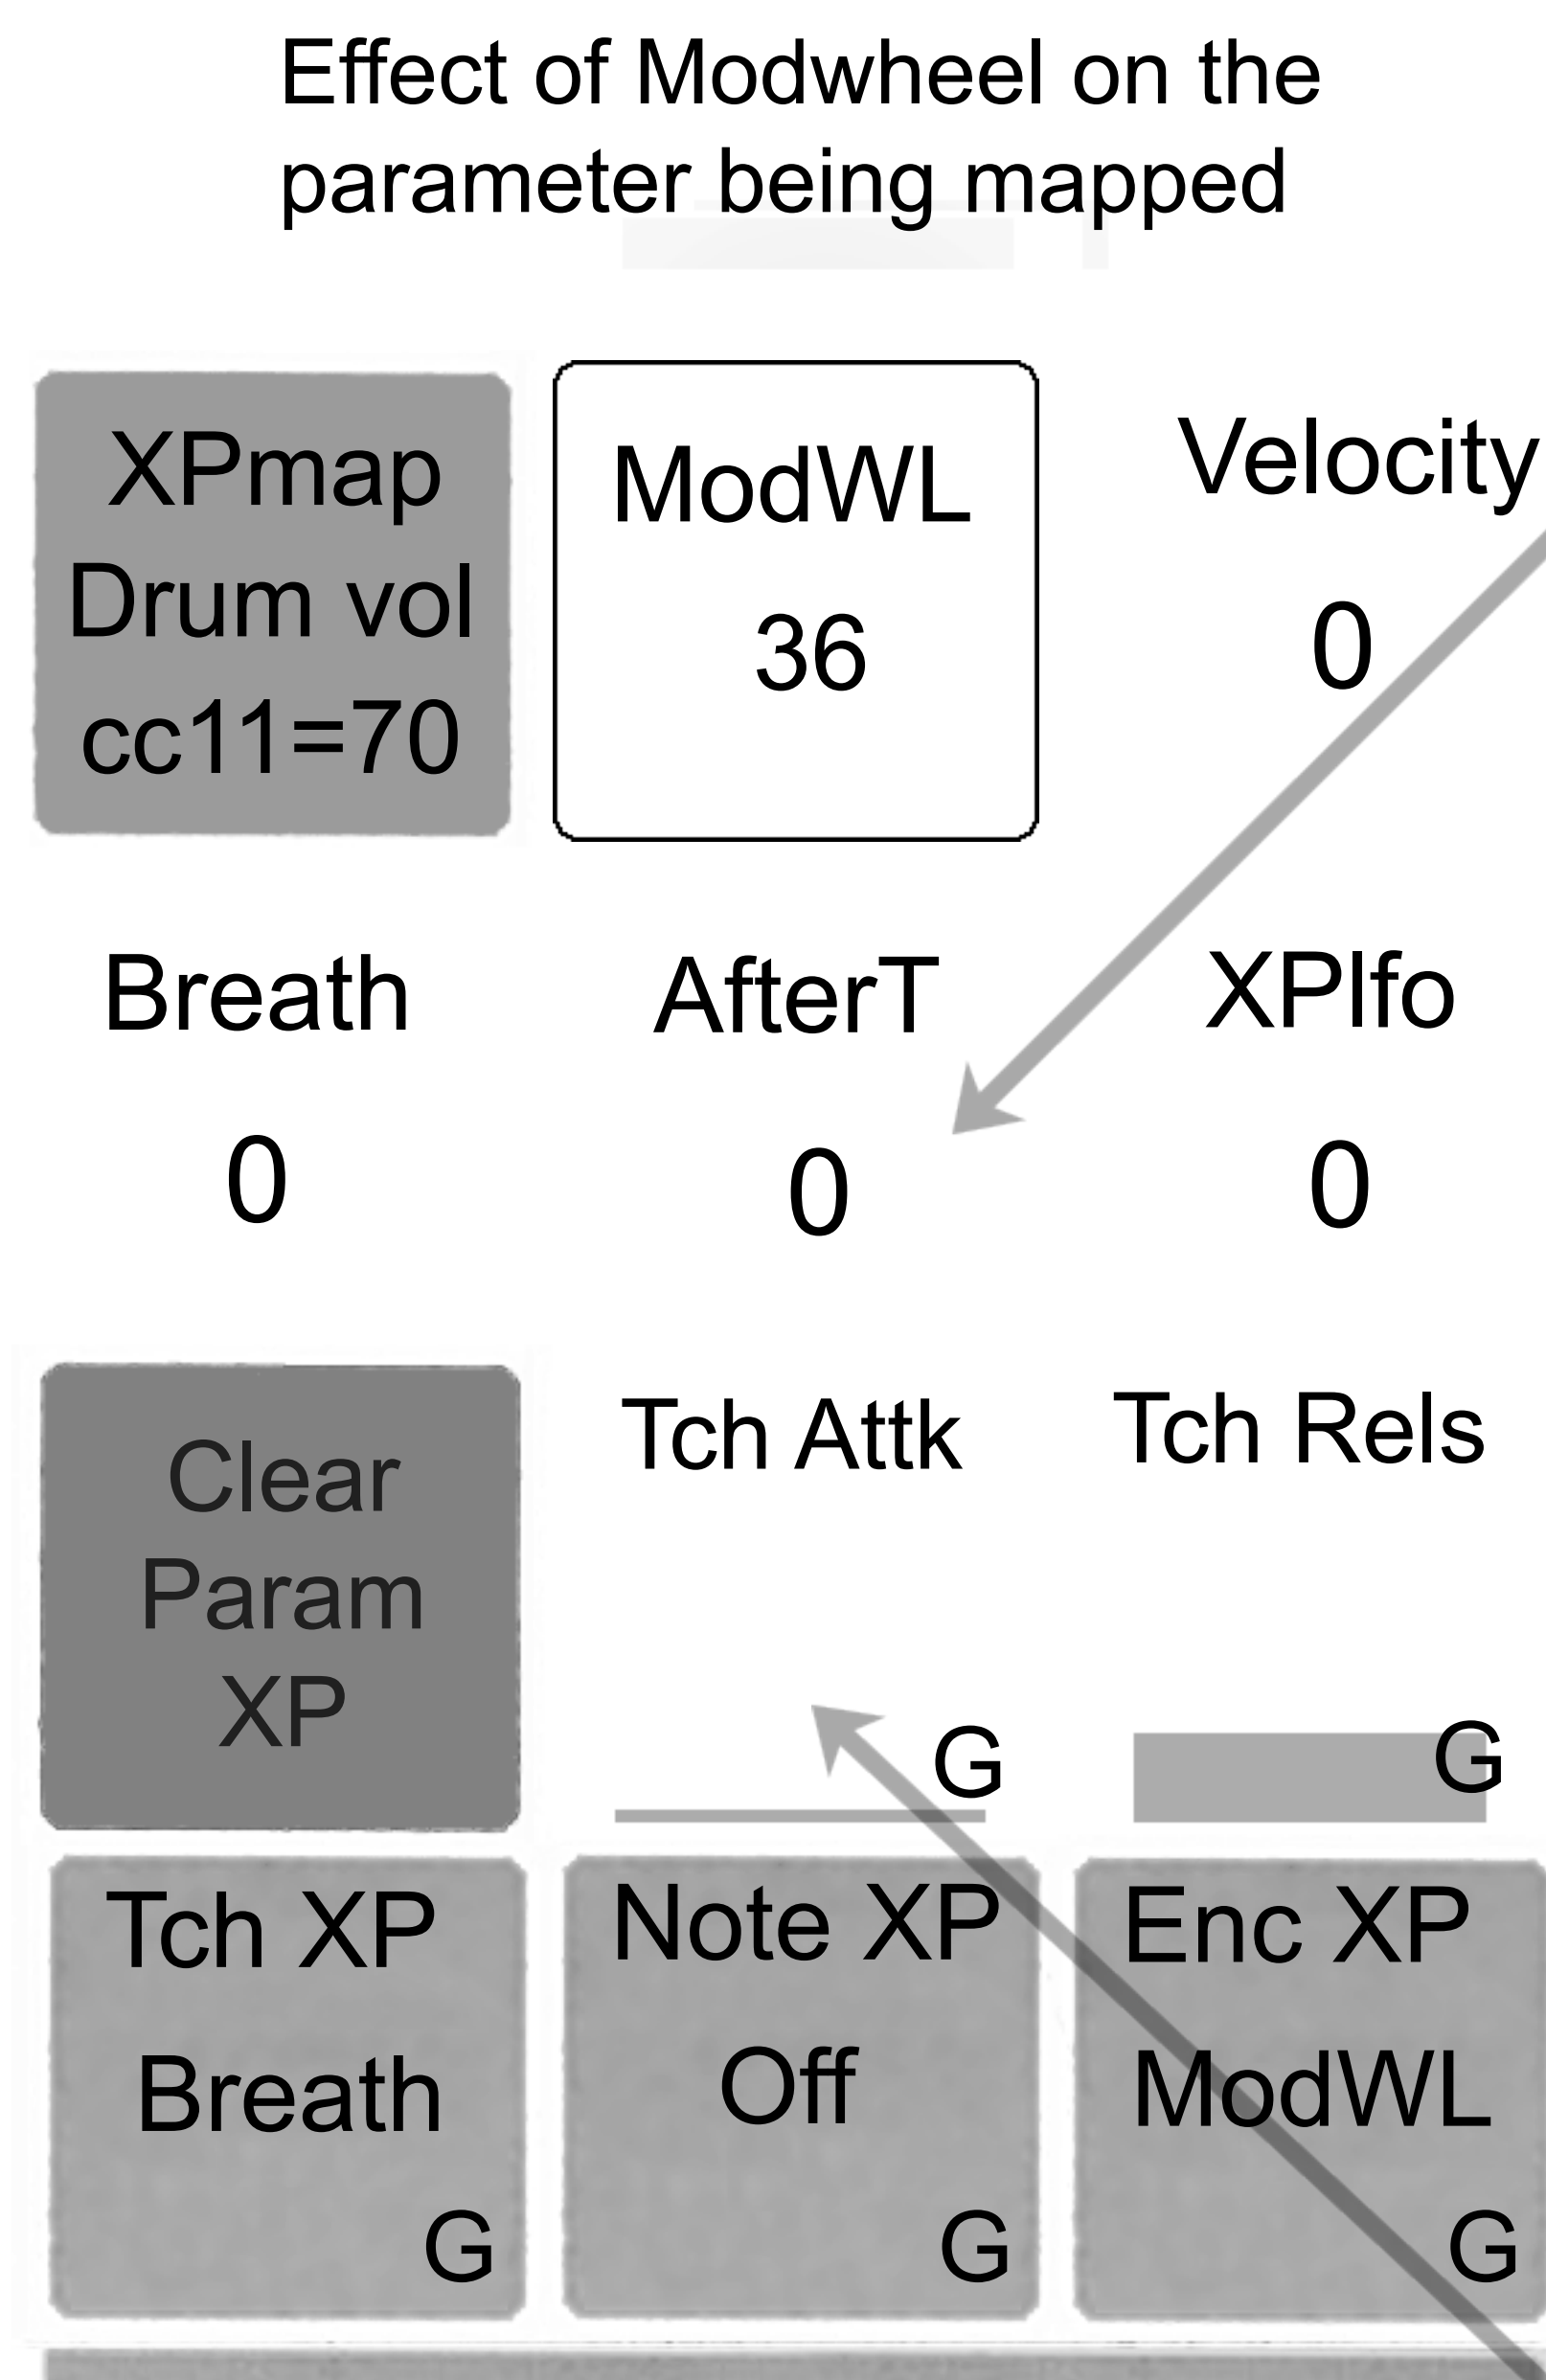 Effect of Modwheel on the
parameter being mapped
XPmap
Drum vol
cc11=70
ModWL
36
Velocity
0
Breath
0
AfterT
0
XPlfo
0
Clear
Param
XP
Tch Attk
G
Tch Rels
G
Tch XP
Breath
G
Note XP
Off
G
Enc XP
ModWL
G